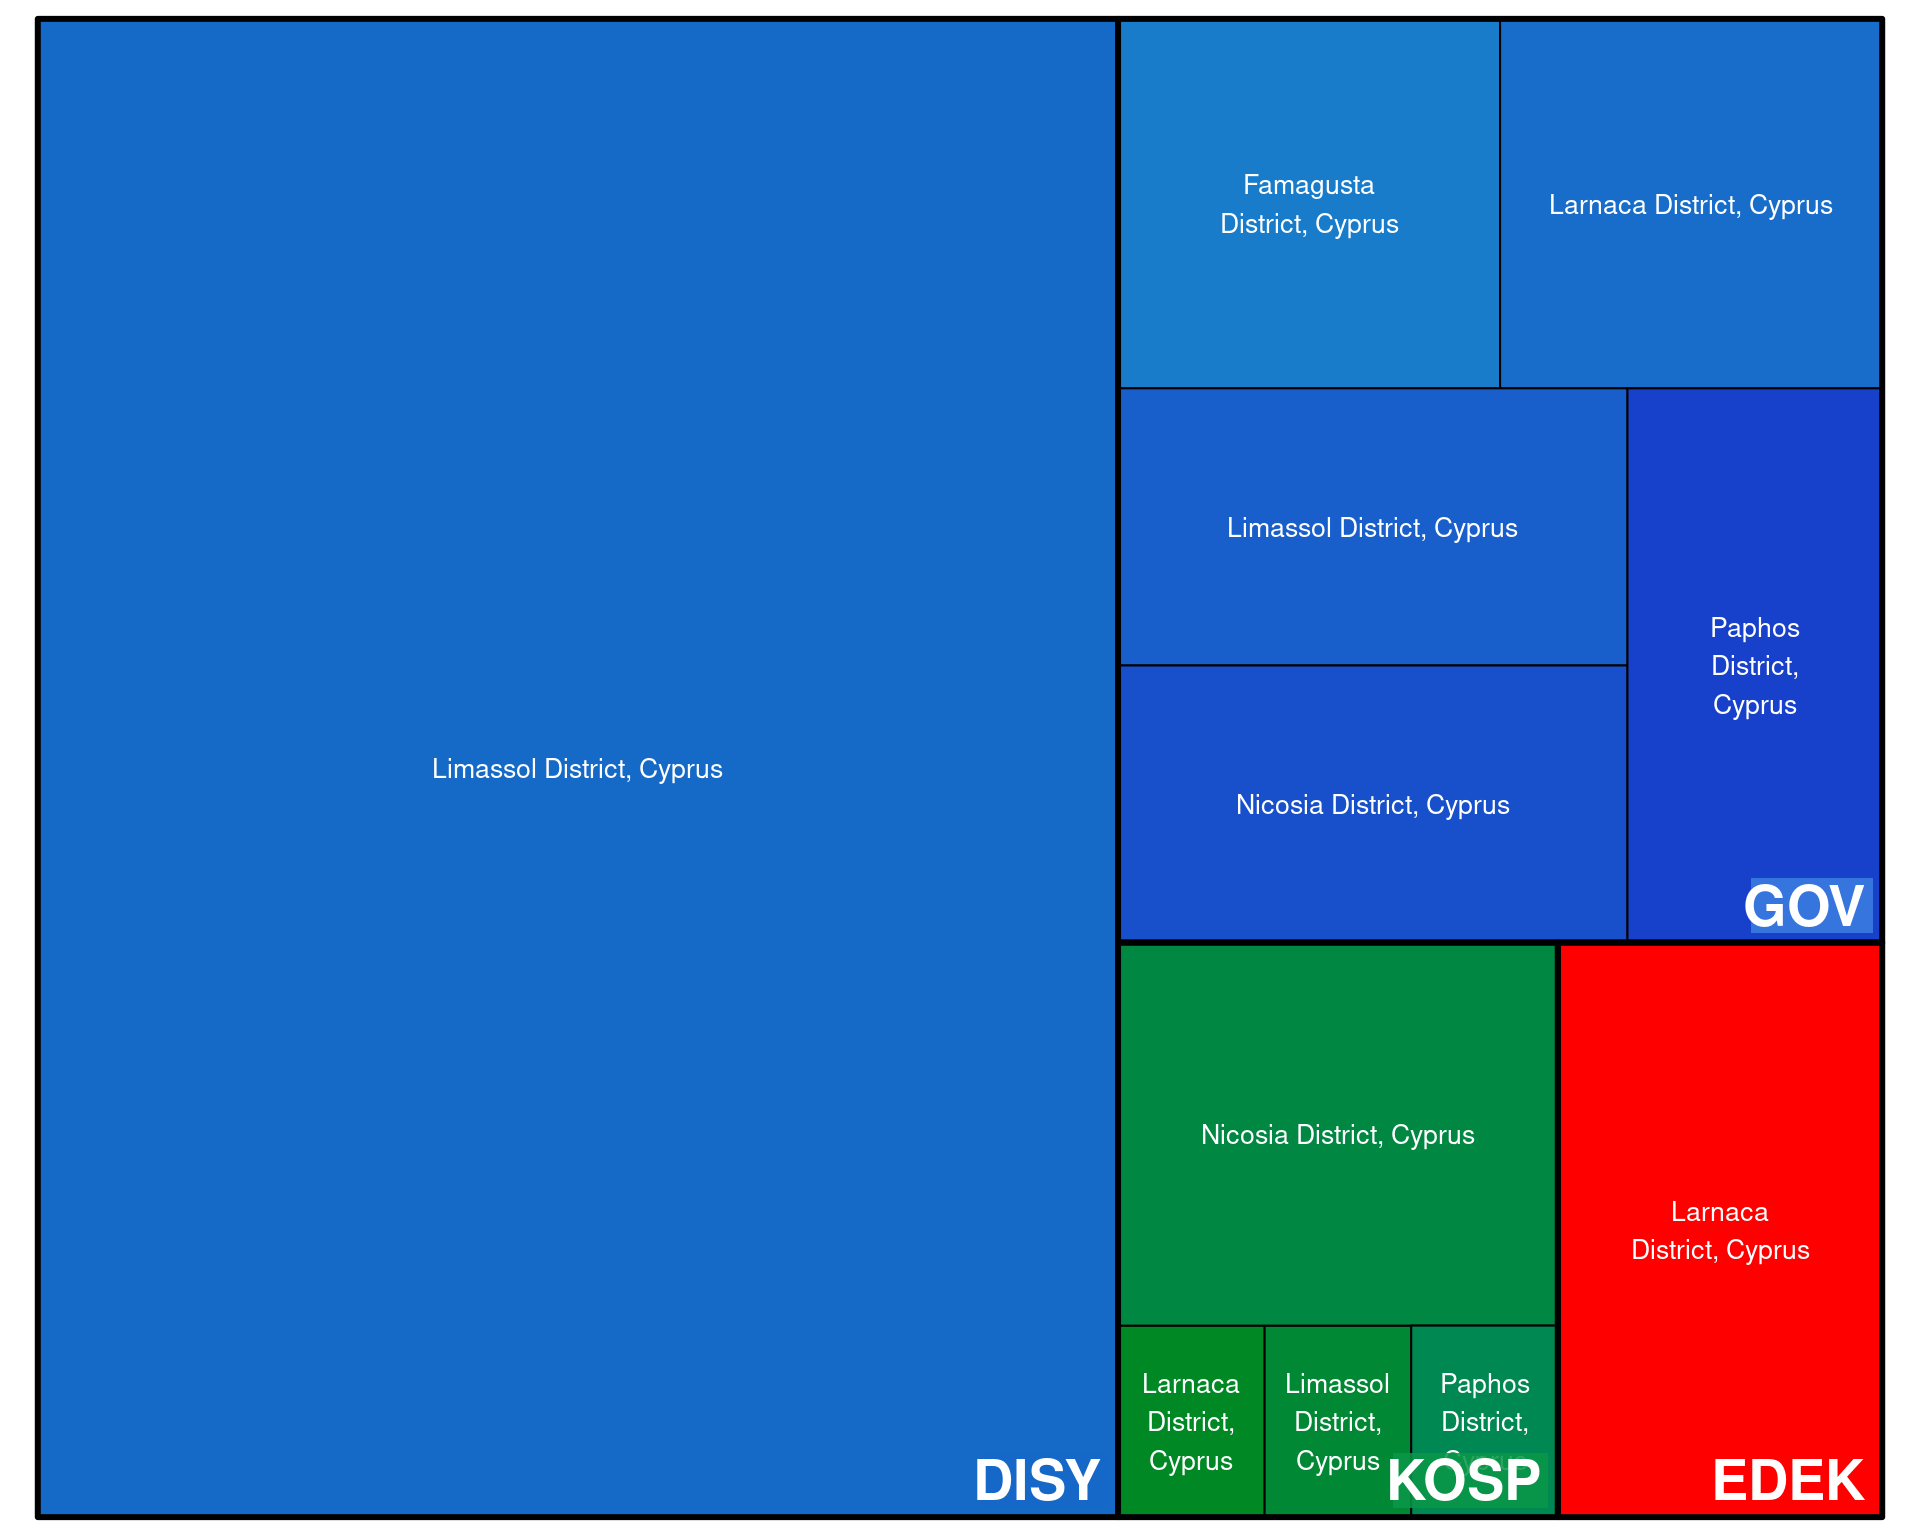 Limassol District, Cyprus
DISY
Famagusta
District, Cyprus
Larnaca District, Cyprus
Limassol District, Cyprus
Nicosia District, Cyprus
Paphos
District,
Cyprus
GOV
Nicosia District, Cyprus
Larnaca
District,
Cyprus
Limassol
District,
Cyprus
Paphos
District,
KOSP
Larnaca
District, Cyprus
EDEK